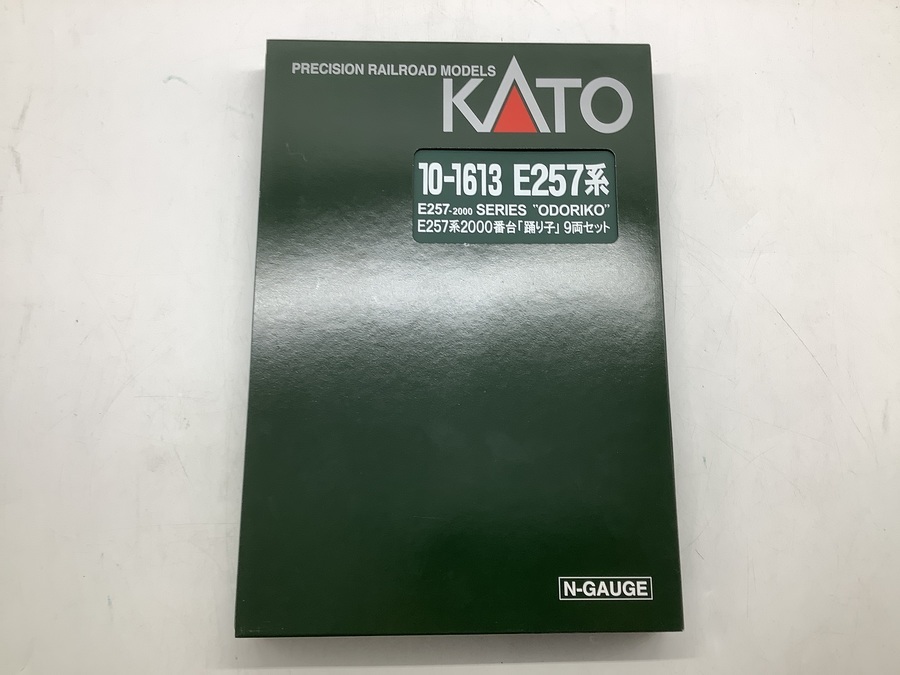 PRECISION RAILROAD MODELS
KATO
10-1613 E257系
E257-2000 SERIES "ODORIKO"
E257系2000番台「踊り子」9両セット
N-GAUGE